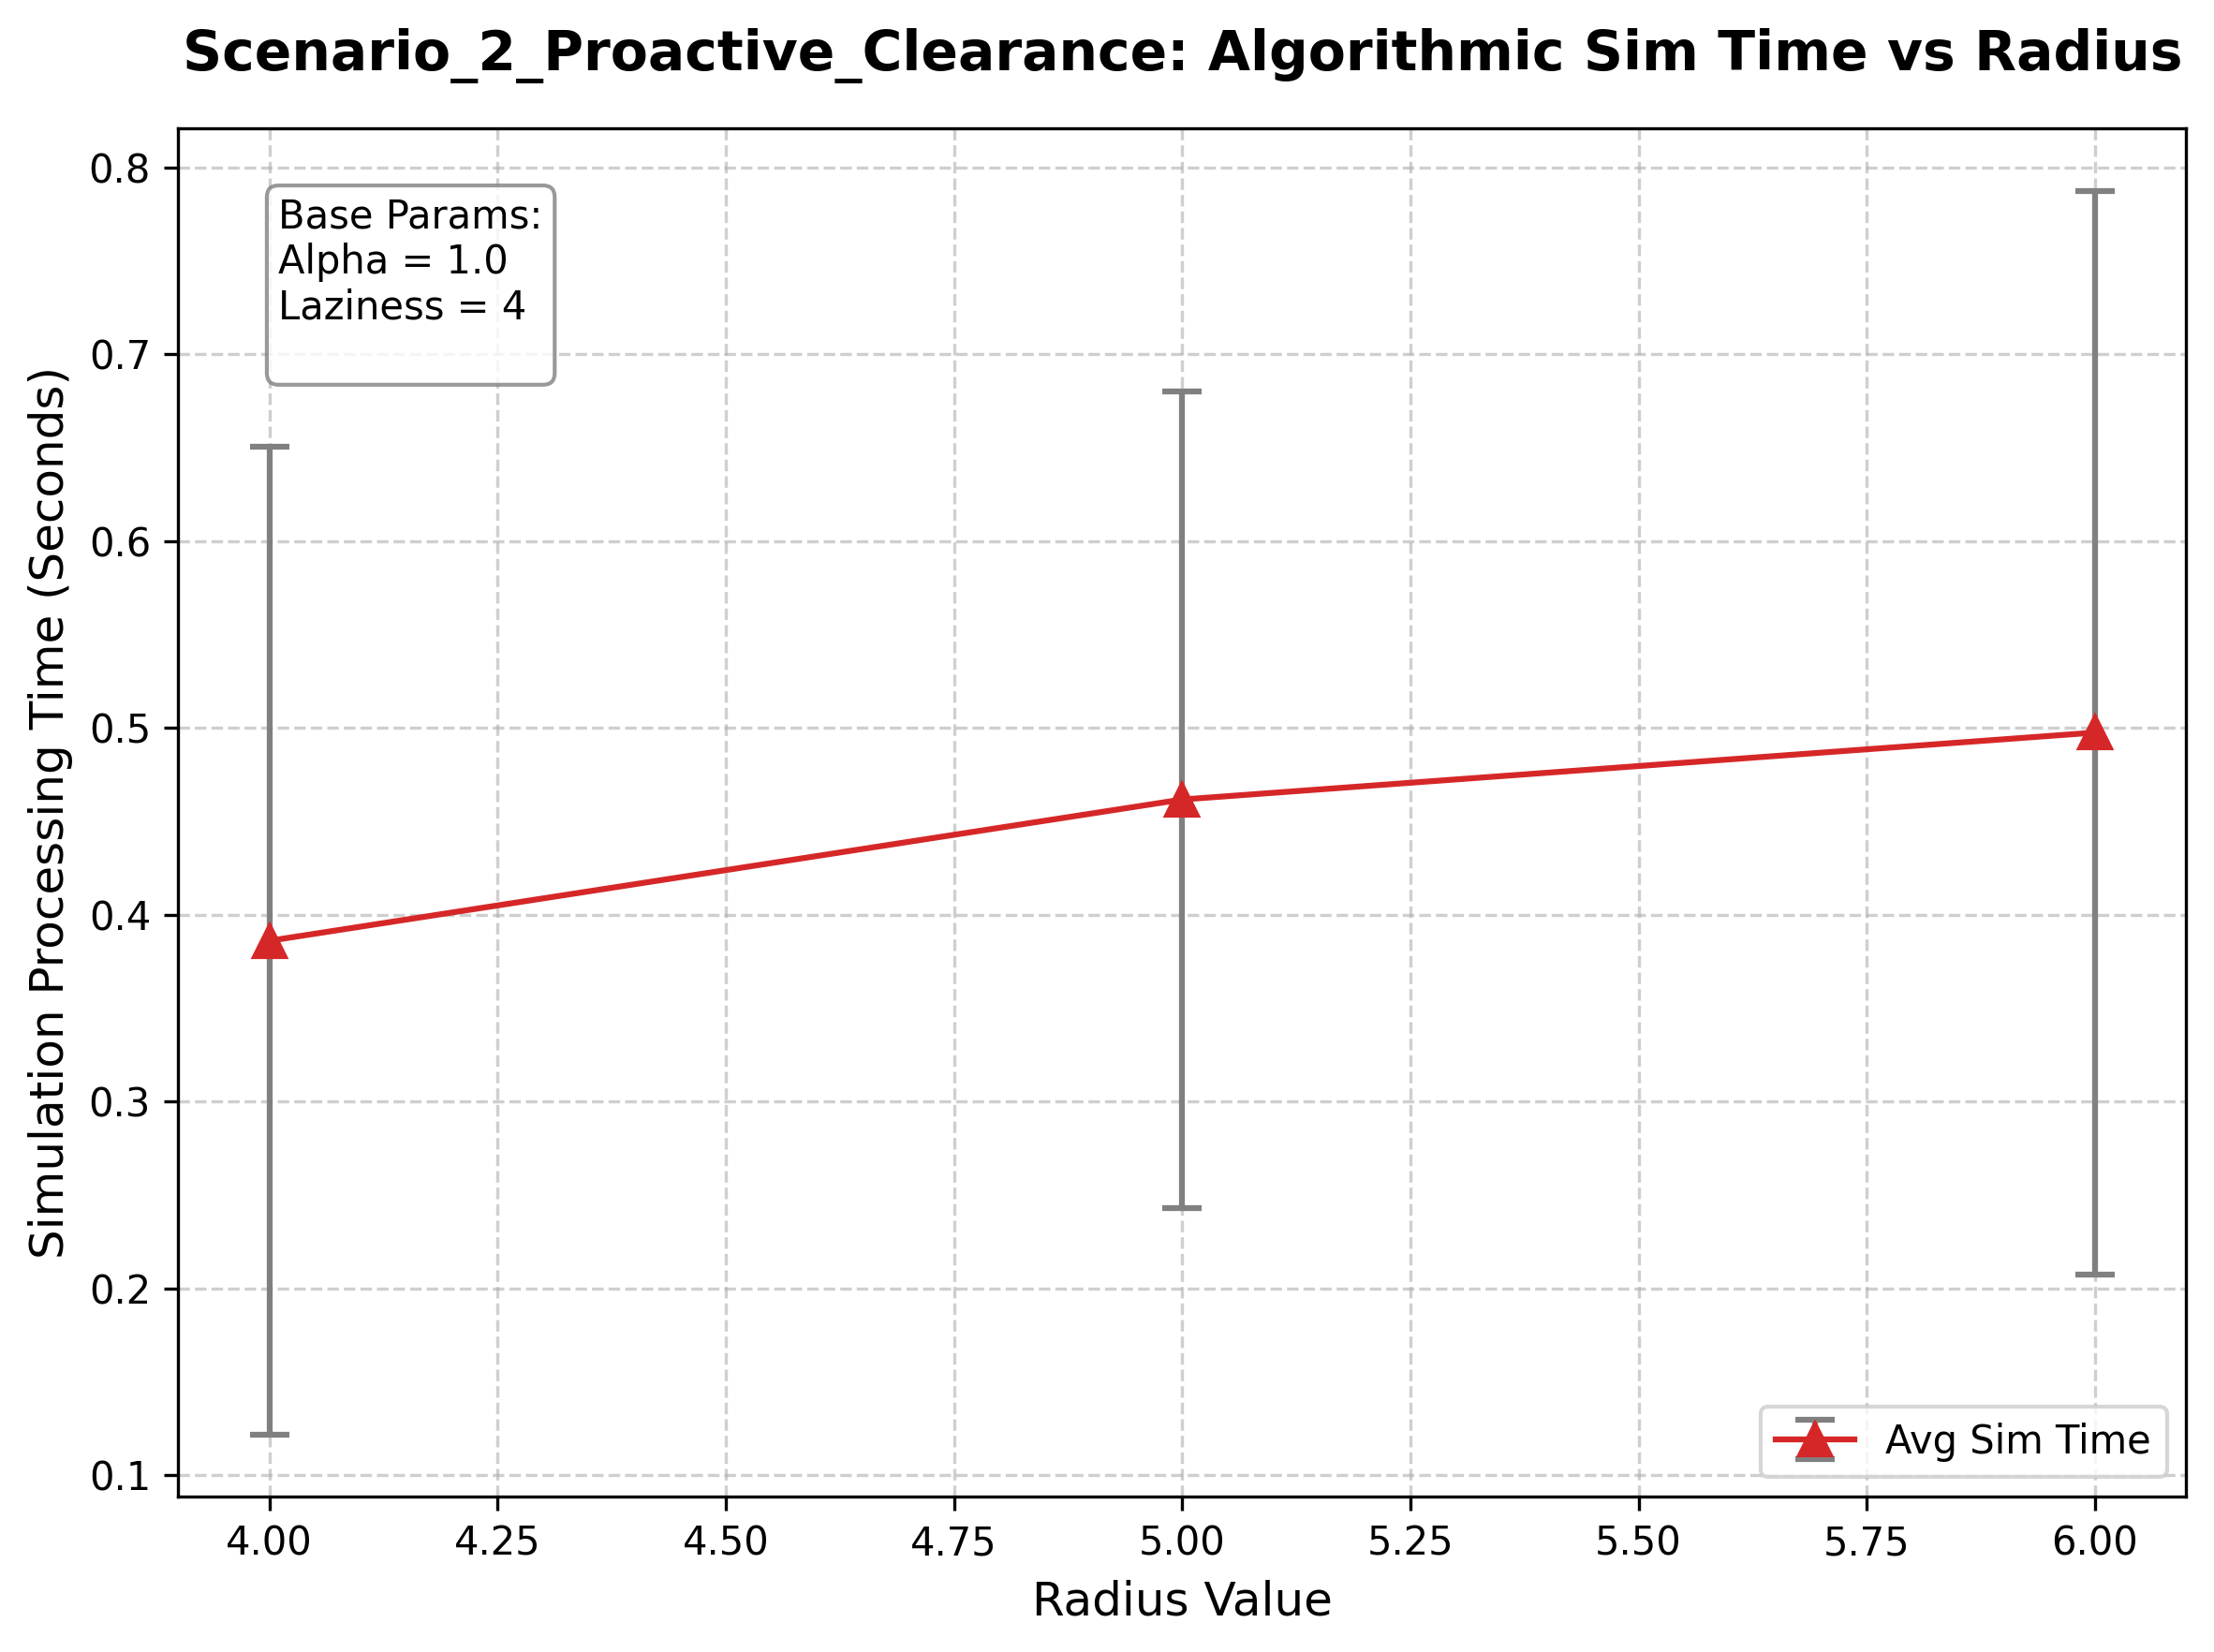 Scenario_2_Proactive_Clearance: Algorithmic Sim Time vs Radius
Simulation Processing Time (Seconds)
0.8
0.7
0.6
0.5
0.4
0.3
0.2
0.1
Base Params:
Alpha = 1.0
Laziness = 4
Avg Sim Time
4.00 4.25 4.50 4.75 5.00 5.25 5.50 5.75 6.00
Radius Value